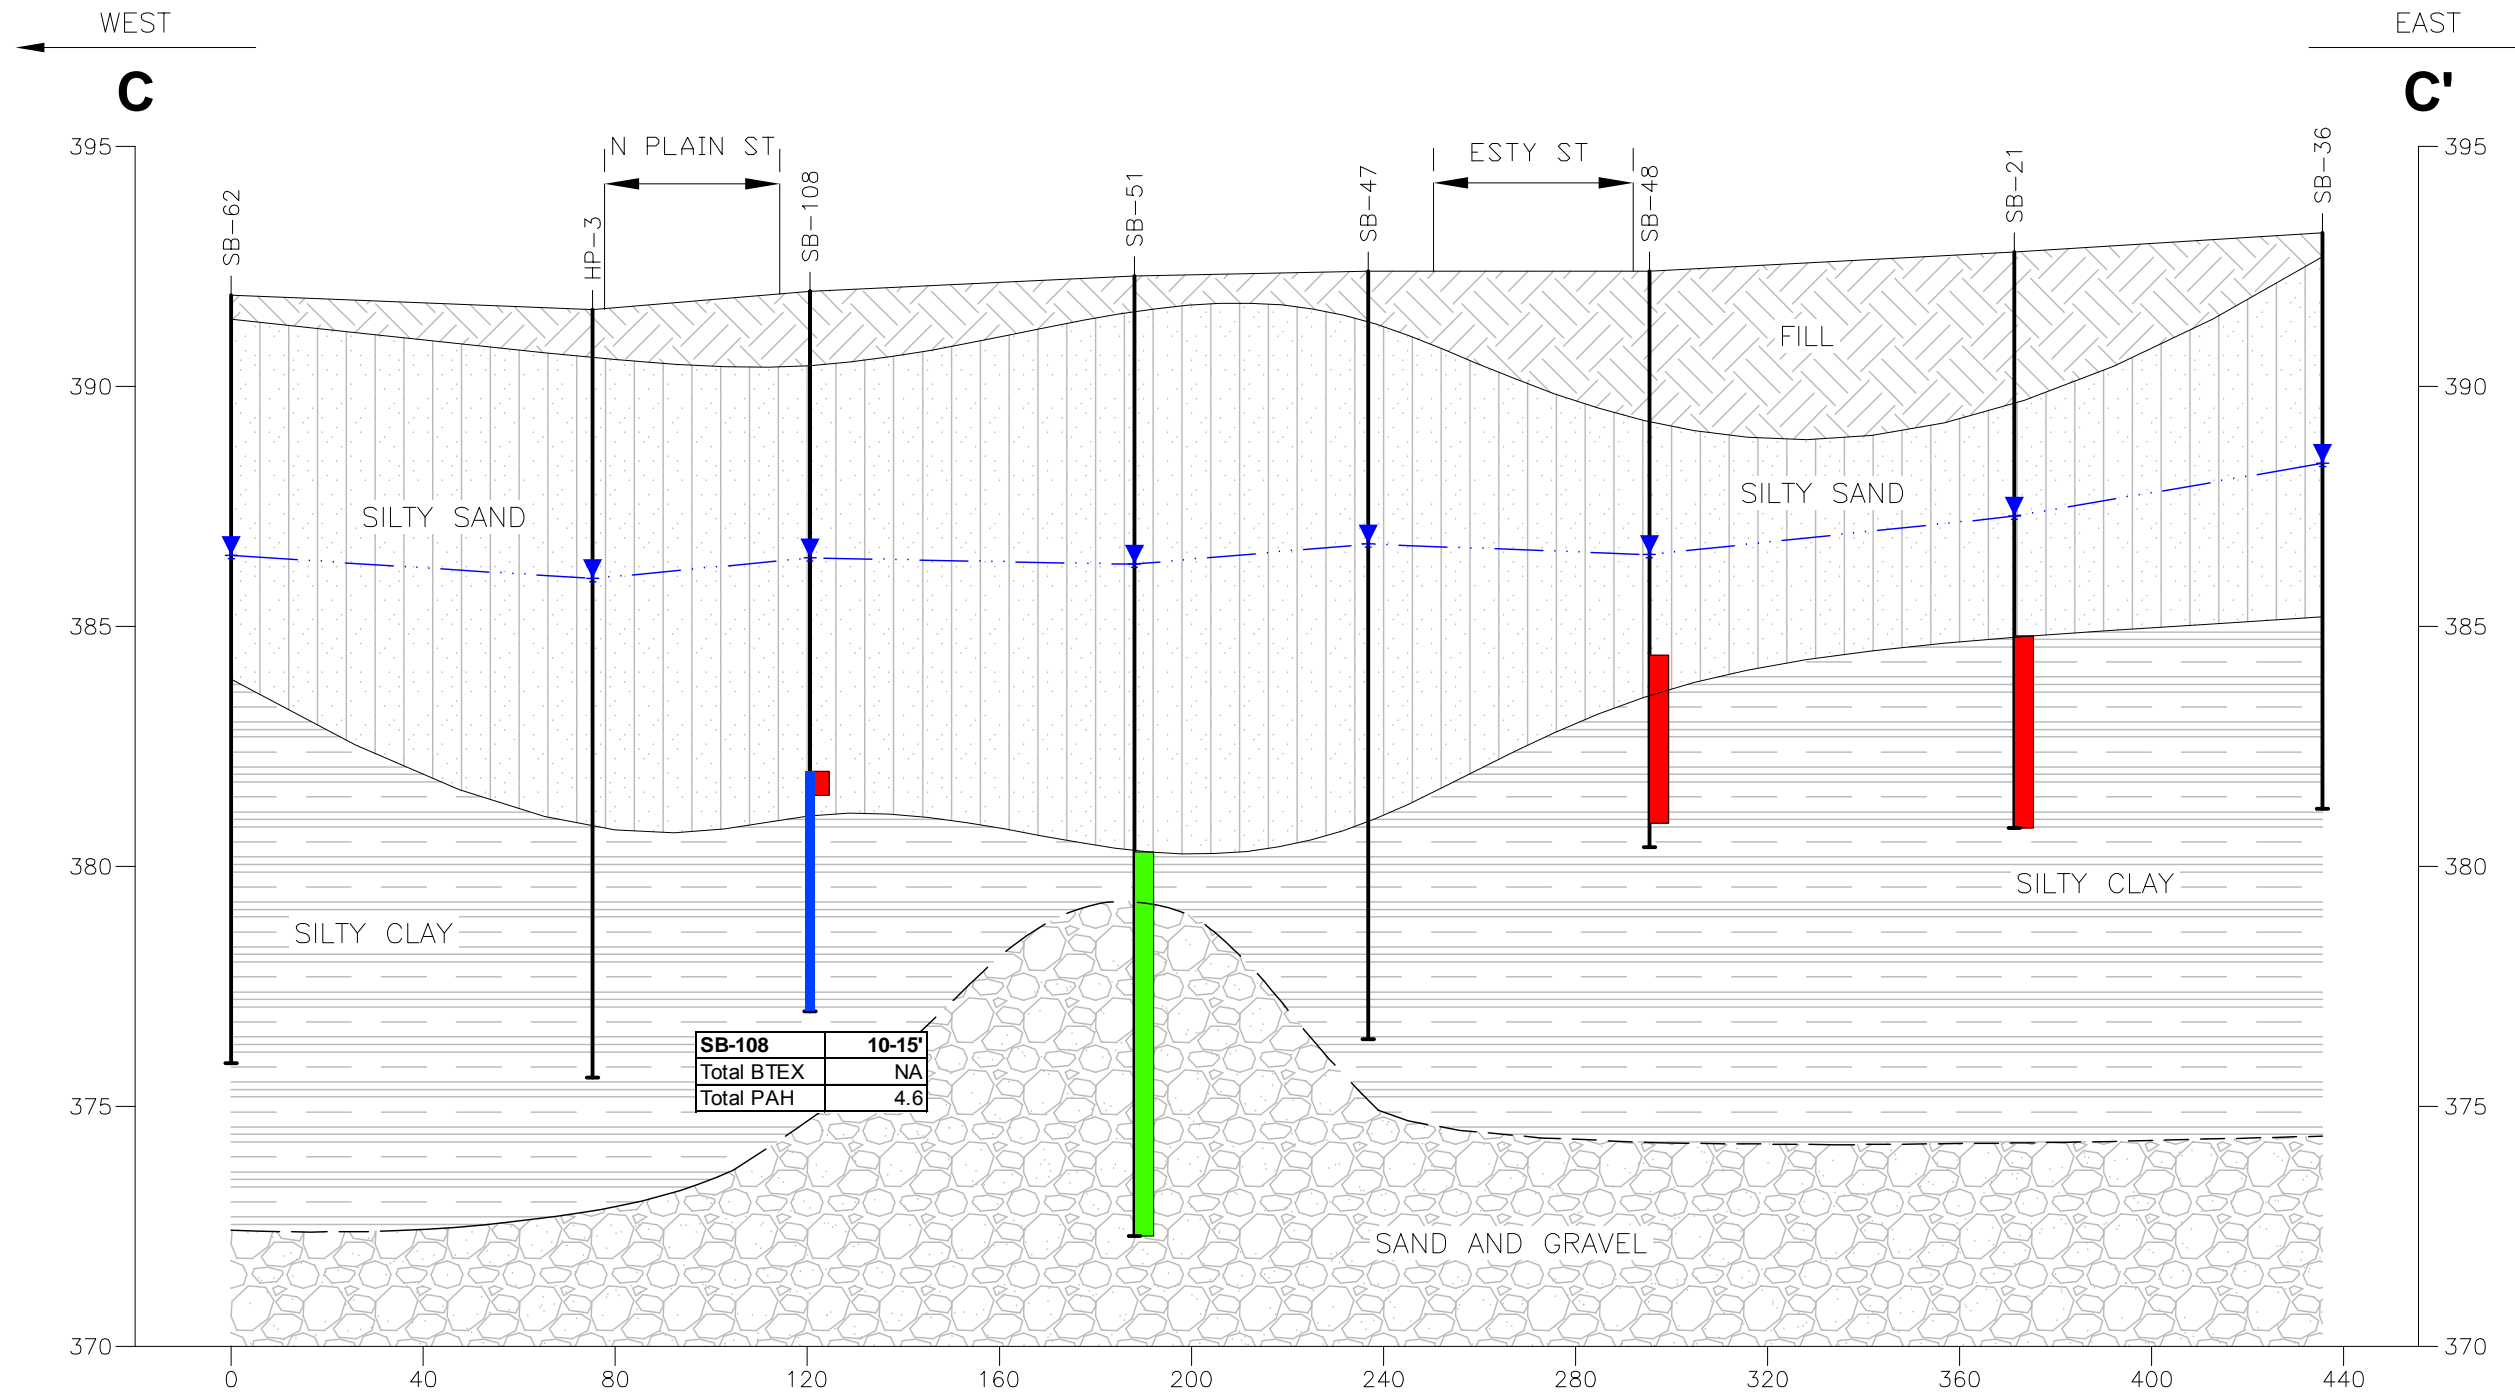 WEST
EAST
C
C'
N PLAIN ST
ESTY ST
SB-62
HP-3
SB-108
SB-51
SB-47
SB-48
SB-21
SB-36
395
395
390
390
385
385
380
380
375
375
370
370
FILL
SILTY SAND
SILTY SAND
SILTY CLAY
SILTY CLAY
SB-108 10-15'
Total BTEX NA
Total PAH 4.6
SAND AND GRAVEL
0 40 80 120 160 200 240 280 320 360 400 440